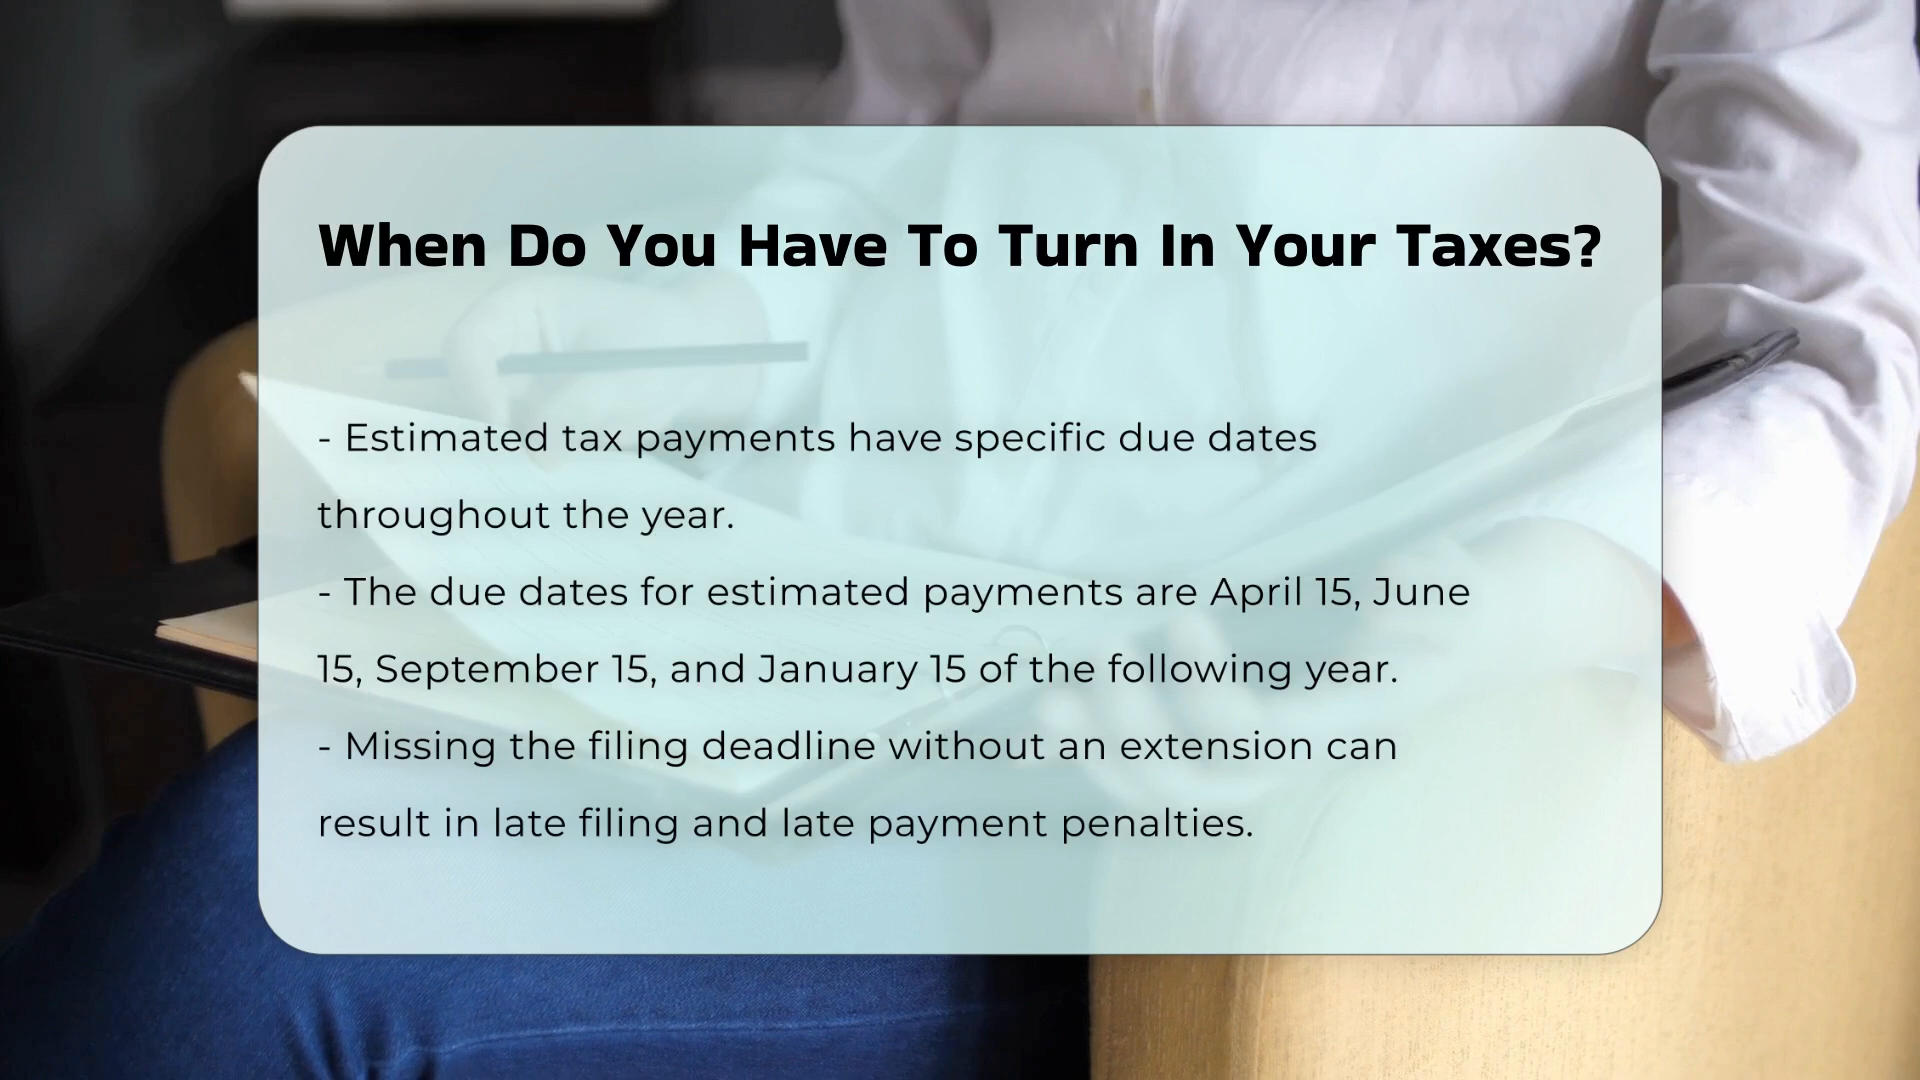 When Do You Have To Turn In Your Taxes?
- Estimated tax payments have specific due dates
throughout the year.
- The due dates for estimated payments are April 15, June
15, September 15, and January 15 of the following year.
- Missing the filing deadline without an extension can
result in late filing and late payment penalties.